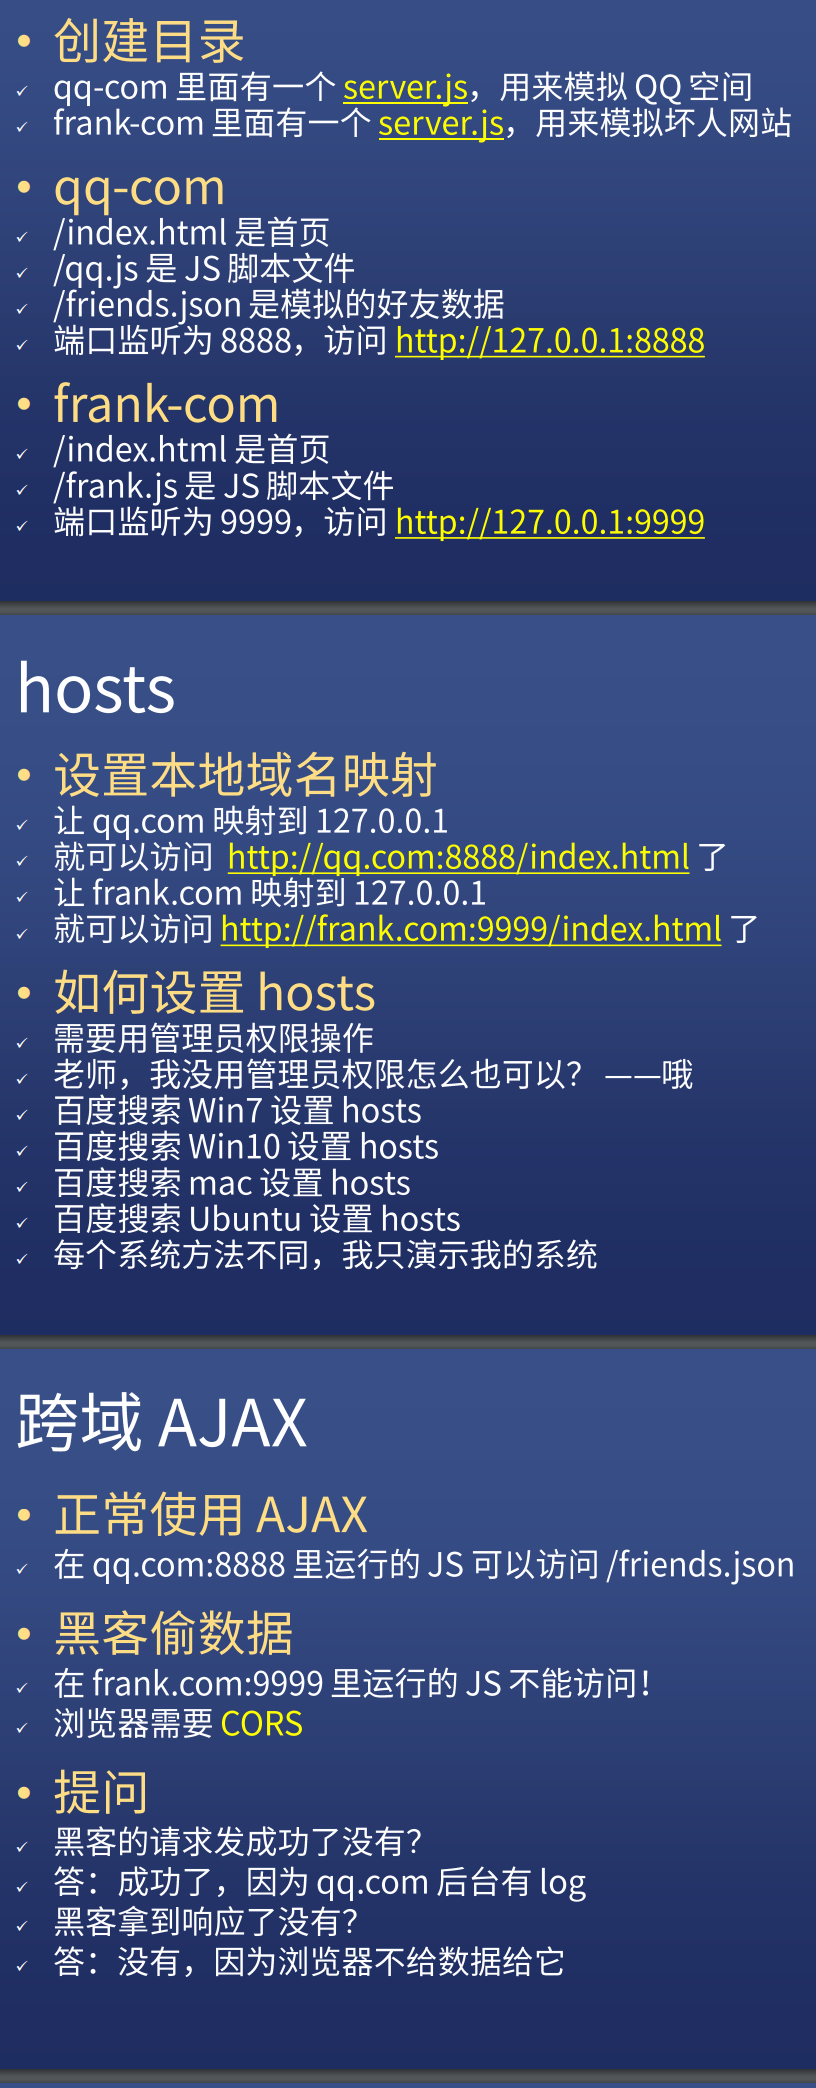 • 创建目录
✓ qq-com 里面有一个 server.js，用来模拟 QQ 空间
✓ frank-com 里面有一个 server.js，用来模拟坏人网站
• qq-com
✓ /index.html 是首页
✓ /qq.js 是 JS 脚本文件
✓ /friends.json 是模拟的好友数据
✓ 端口监听为 8888，访问 http://127.0.0.1:8888
• frank-com
✓ /index.html 是首页
✓ /frank.js 是 JS 脚本文件
✓ 端口监听为 9999，访问 http://127.0.0.1:9999
hosts
• 设置本地域名映射
✓ 让 qq.com 映射到 127.0.0.1
✓ 就可以访问 http://qq.com:8888/index.html 了
✓ 让 frank.com 映射到 127.0.0.1
✓ 就可以访问 http://frank.com:9999/index.html 了
• 如何设置 hosts
✓ 需要用管理员权限操作
✓ 老师，我没用管理员权限怎么也可以？ ——哦
✓ 百度搜索 Win7 设置 hosts
✓ 百度搜索 Win10 设置 hosts
✓ 百度搜索 mac 设置 hosts
✓ 百度搜索 Ubuntu 设置 hosts
✓ 每个系统方法不同，我只演示我的系统
跨域 AJAX
• 正常使用 AJAX
✓ 在 qq.com:8888 里运行的 JS 可以访问 /friends.json
• 黑客偷数据
✓ 在 frank.com:9999 里运行的 JS 不能访问！
✓ 浏览器需要 CORS
• 提问
✓ 黑客的请求发成功了没有？
✓ 答：成功了，因为 qq.com 后台有 log
✓ 黑客拿到响应了没有？
✓ 答：没有，因为浏览器不给数据给它